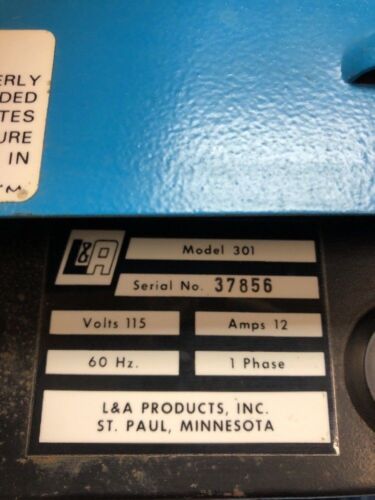 ERLY
DED
TES
URE
IN
L&A
Model 301
Serial No. 37856
Volts 115
Amps 12
60 Hz.
1 Phase
L&A PRODUCTS, INC.
ST. PAUL, MINNESOTA